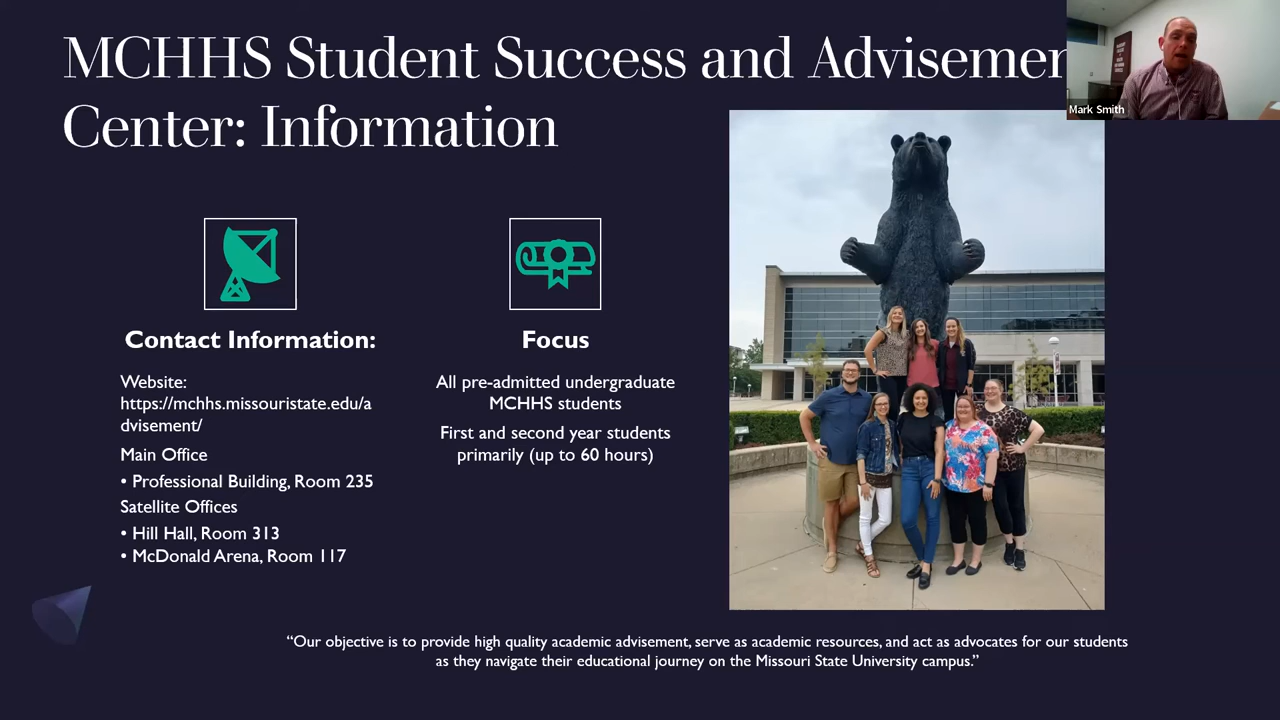 MCHHS Student Success and Advisemen
Center: Information
Mark Smith
Contact Information:
Website:
https://mchhs.missouristate.edu/a
dvisement/
Main Office
• Professional Building, Room 235
Satellite Offices
• Hill Hall, Room 313
• McDonald Arena, Room 117
Focus
All pre-admitted undergraduate
MCHHS students
First and second year students
primarily (up to 60 hours)
“Our objective is to provide high quality academic advisement, serve as academic resources, and act as advocates for our students
as they navigate their educational journey on the Missouri State University campus.”